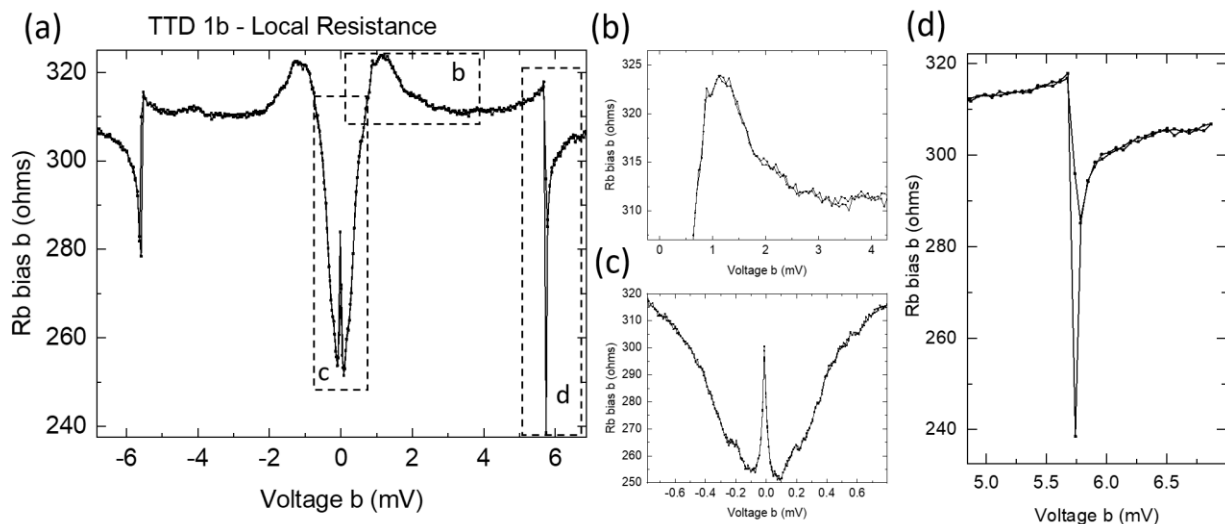 (a)
TTD 1b - Local Resistance
Rb bias b (ohms)
320
300
280
260
240
b
c
d
-6
-4
-2
0
2
4
6
Voltage b (mV)
(b)
Rb bias b (ohms)
325
320
315
310
0
1
2
3
4
Voltage b (mV)
(c)
Rb bias b (ohms)
320
310
300
290
280
270
260
250
-0.6
-0.4
-0.2
0.0
0.2
0.4
0.6
Voltage b (mV)
(d)
Rb bias b (ohms)
320
300
280
260
240
5.0
5.5
6.0
6.5
Voltage b (mV)